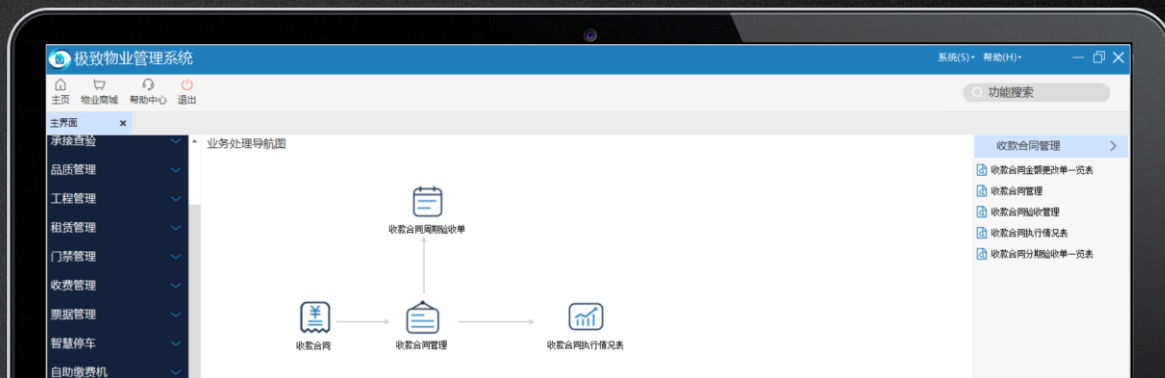 极致物业管理系统
系统(S)· 帮助(H)·
主页 物业商城 帮助中心 退出
功能搜索
主界面 ×
承接查验
品质管理
工程管理
租赁管理
门禁管理
收费管理
票据管理
智慧停车
自助缴费机
业务处理导航图
收款合同周期验收单
收款合同
收款合同管理
收款合同执行情况表
收款合同管理
收款合同金额更改单一览表
收款合同管理
收款合同验收管理
收款合同执行情况表
收款合同分期验收单一览表